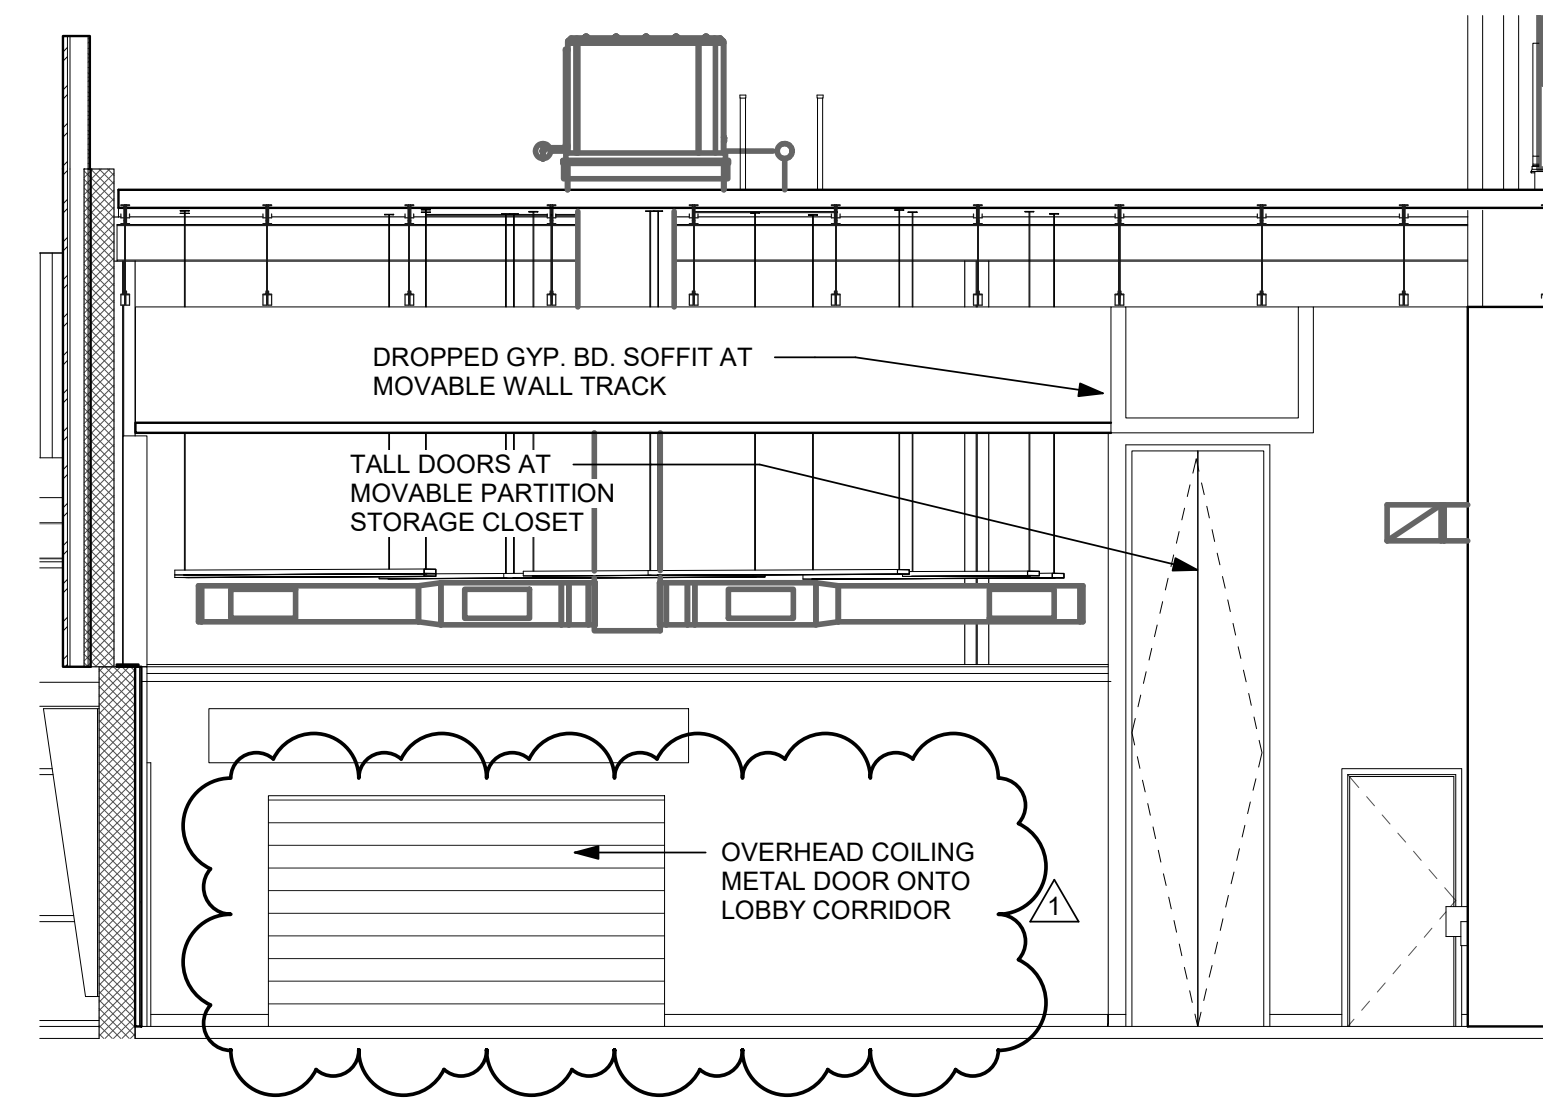 DROPPED GYP. BD. SOFFIT AT
MOVABLE WALL TRACK
TALL DOORS AT
MOVABLE PARTITION
STORAGE CLOSET
OVERHEAD COILING
METAL DOOR ONTO
LOBBY CORRIDOR
1